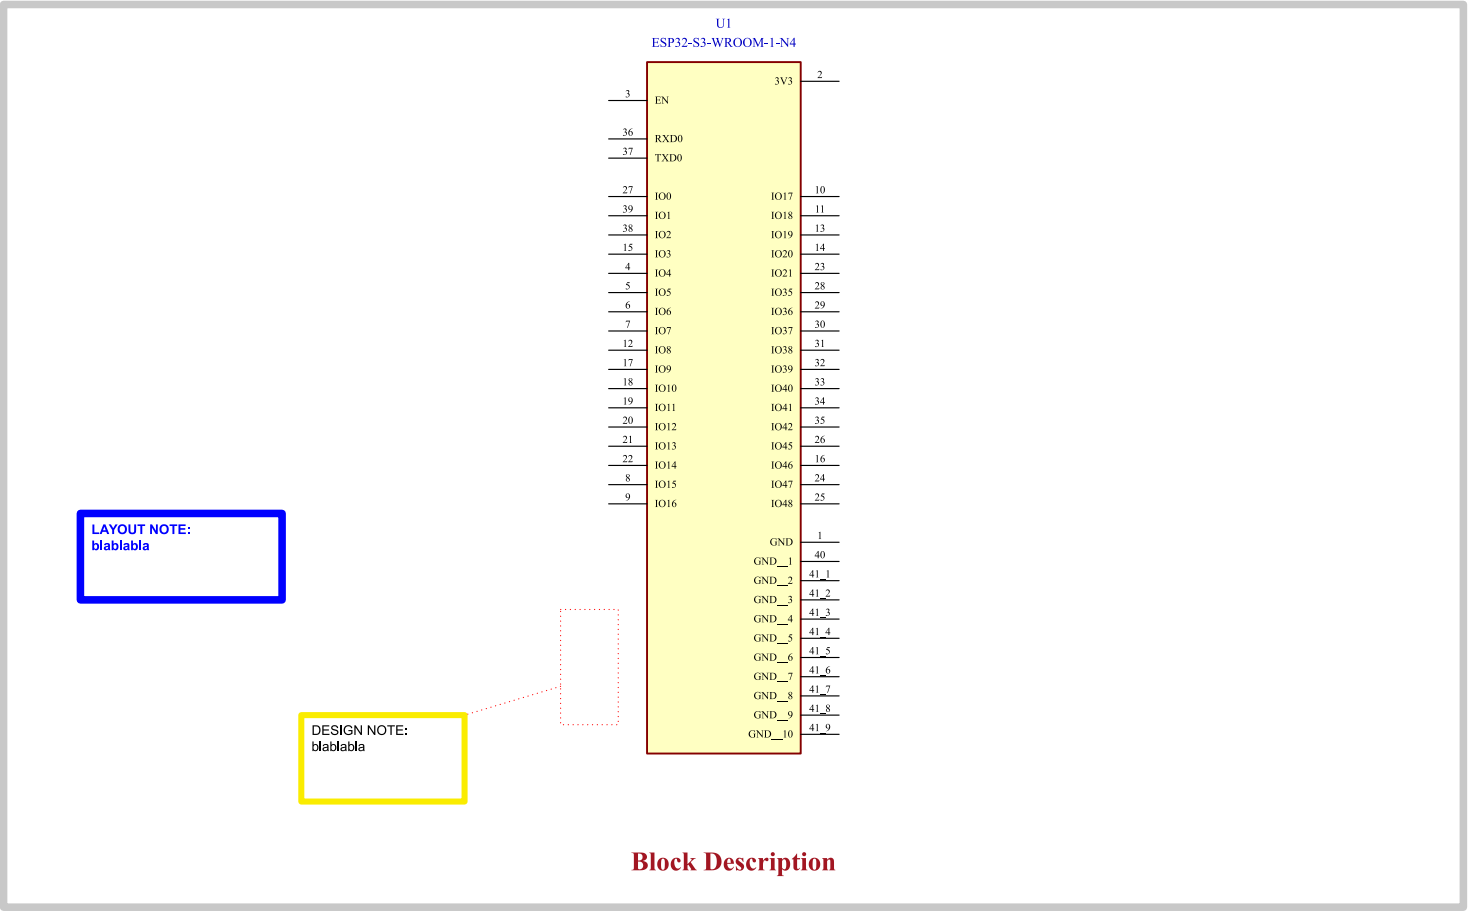 U1
ESP32-S3-WROOM-1-N4
3V3 2
3 EN
36 RXD0
37 TXD0
27 IO0 IO17 10
39 IO1 IO18 11
38 IO2 IO19 13
15 IO3 IO20 14
4 IO4 IO21 23
5 IO5 IO35 28
6 IO6 IO36 29
7 IO7 IO37 30
12 IO8 IO38 31
17 IO9 IO39 32
18 IO10 IO40 33
19 IO11 IO41 34
20 IO12 IO42 35
21 IO13 IO45 26
22 IO14 IO46 16
8 IO15 IO47 24
9 IO16 IO48 25
GND 1
GND__1 40
GND__2 41_1
GND__3 41_2
GND__4 41_3
GND__5 41_4
GND__6 41_5
GND__7 41_6
GND__8 41_7
GND__9 41_8
GND__10 41_9
LAYOUT NOTE:
blablabla
DESIGN NOTE:
blablabla
Block Description